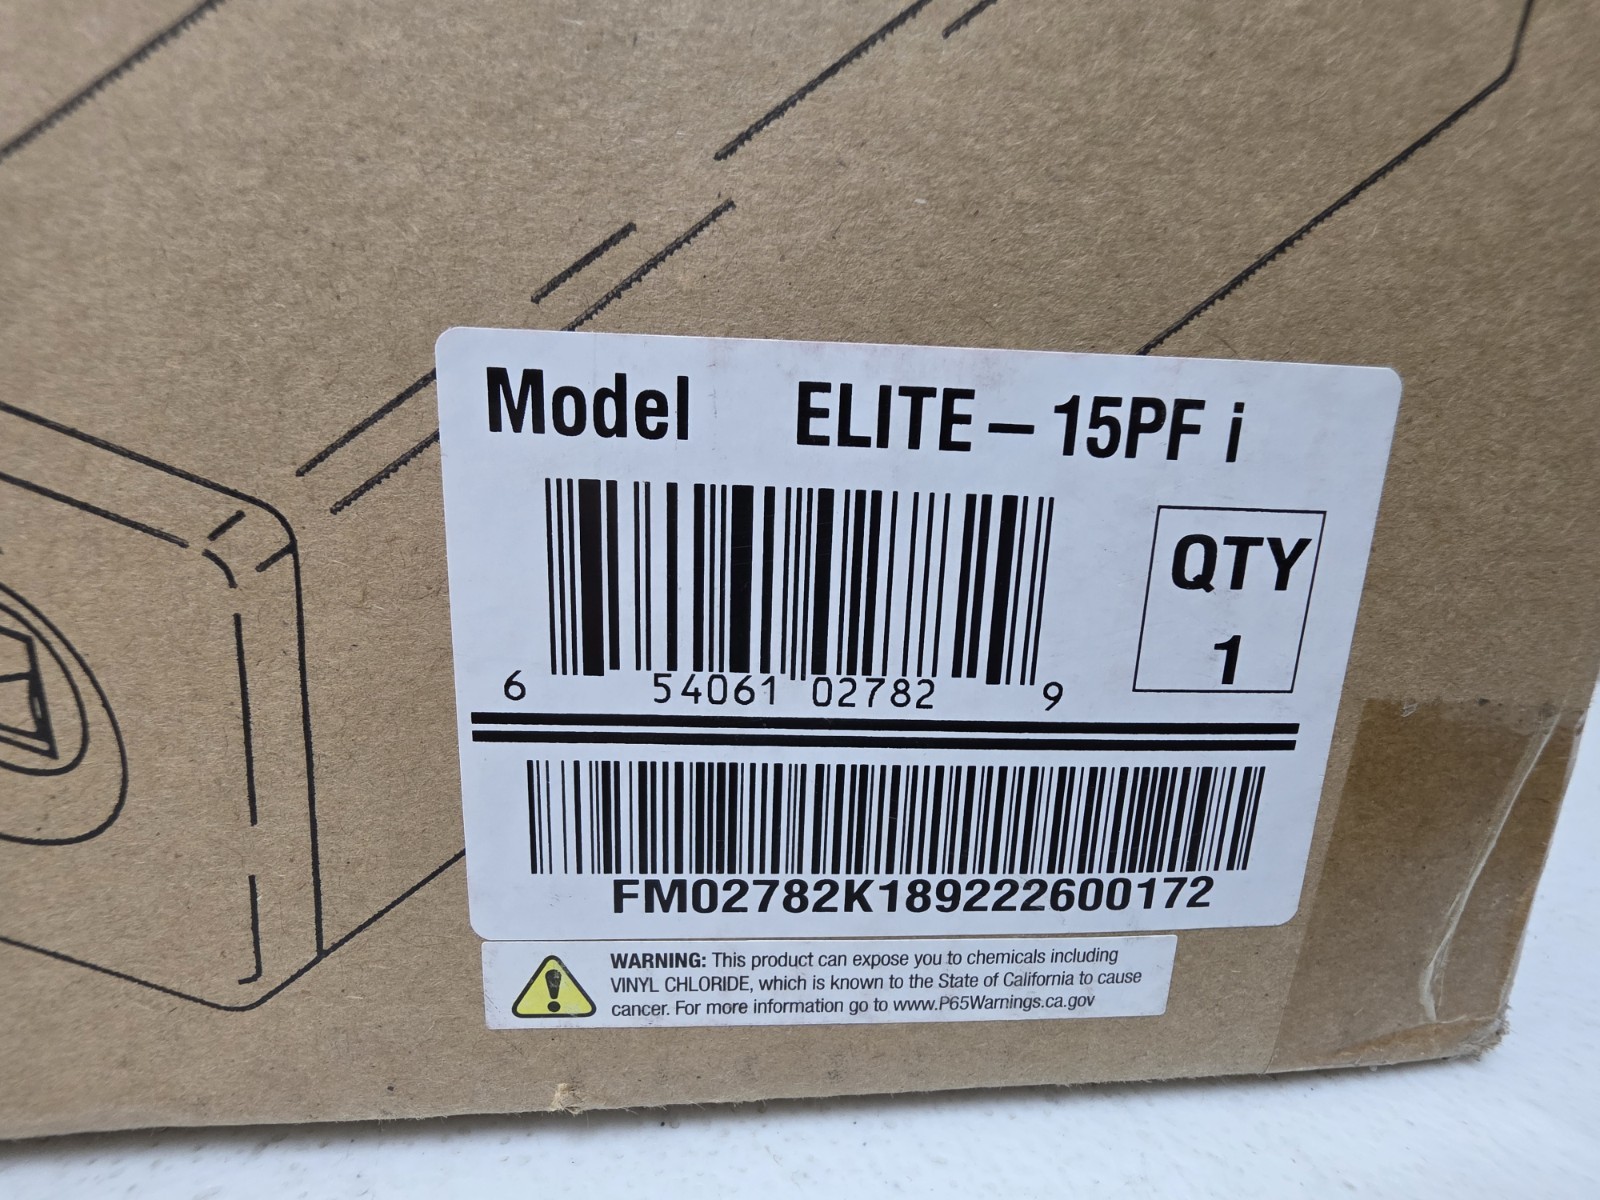 Model ELITE – 15PF i
QTY
1
6 54061 02782 9
FM02782K189222600172
WARNING: This product can expose you to chemicals including
VINYL CHLORIDE, which is known to the State of California to cause
cancer. For more information go to www.P65Warnings.ca.gov